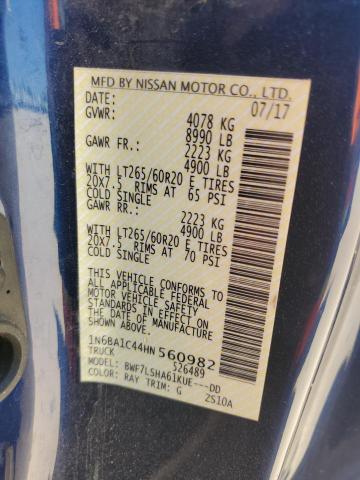 MFD BY NISSAN MOTOR CO., LTD.
DATE: 07/17
GVWR: 4078 KG
8990 LB
GAWR FR.: 2223 KG
4900 LB
WITH LT265/60R20 E TIRES
20X7.5 RIMS AT 65 PSI
COLD SINGLE
GAWR RR.: 2223 KG
4900 LB
WITH LT265/60R20 E TIRES
20X7.5 RIMS AT 70 PSI
COLD SINGLE
THIS VEHICLE CONFORMS TO
ALL APPLICABLE FEDERAL
MOTOR VEHICLE SAFETY
STANDARDS IN EFFECT ON
THE DATE OF MANUFACTURE
SHOWN ABOVE.
1N6BA1C44HN560982
TRUCK S26489
MODEL: BWF7LSHA61KUE---DD
COLOR: RAY TRIM: G 2S10A